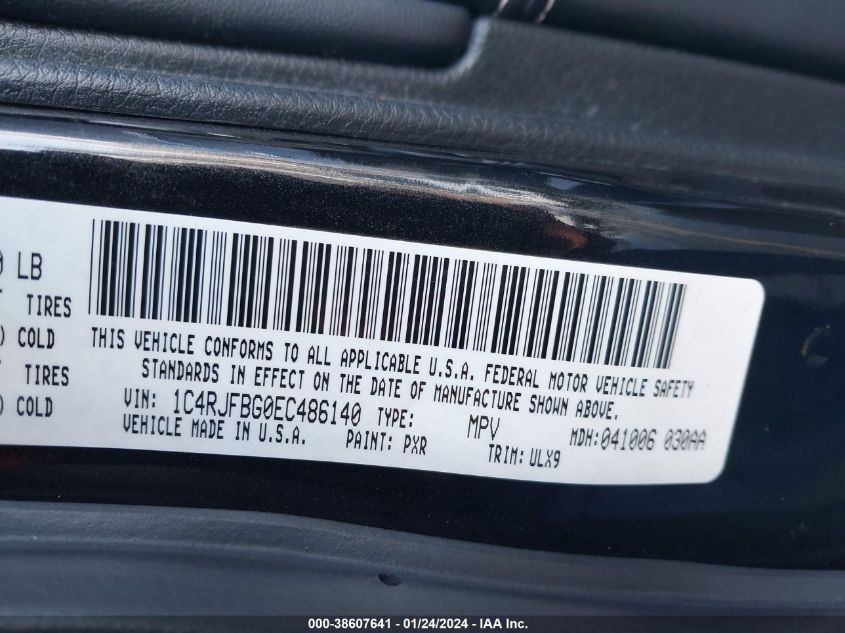 0 LB
TIRES
) COLD
TIRES
) COLD
THIS VEHICLE CONFORMS TO ALL APPLICABLE U.S.A. FEDERAL MOTOR VEHICLE SAFETY
STANDARDS IN EFFECT ON THE DATE OF MANUFACTURE SHOWN ABOVE.
VIN: 1C4RJFBG0EC486140 TYPE: MPV MDH:041006 030AA
VEHICLE MADE IN U.S.A. PAINT: PXR TRIM: ULX9
000-38607641 - 01/24/2024 - IAA Inc.